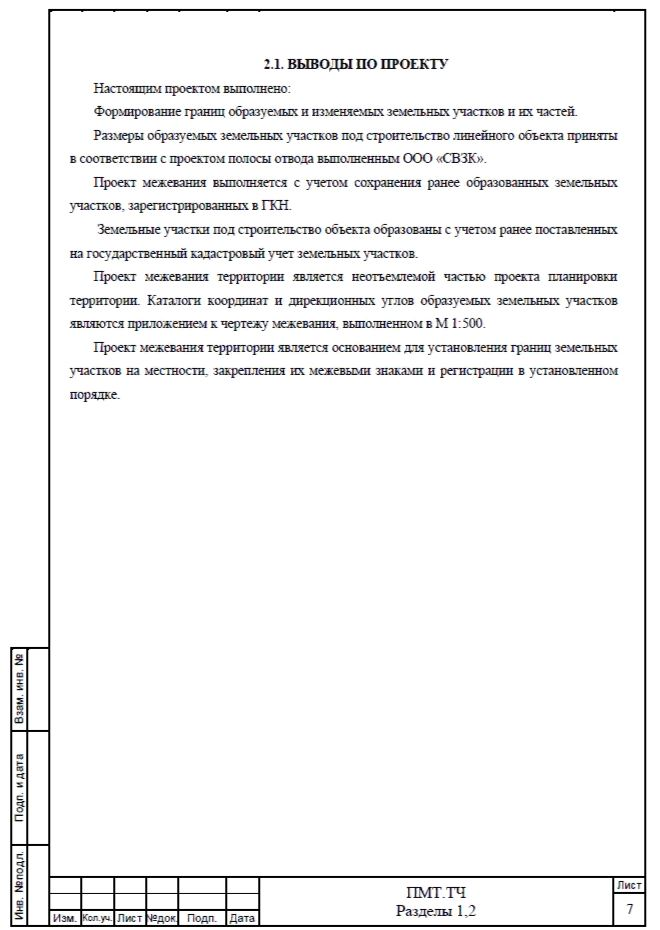 2.1. ВЫВОДЫ ПО ПРОЕКТУ
Настоящим проектом выполнено:
Формирование границ образуемых и изменяемых земельных участков и их частей.
Размеры образуемых земельных участков под строительство линейного объекта приняты
в соответствии с проектом полосы отвода выполненным ООО «СВЗК».
Проект межевания выполняется с учетом сохранения ранее образованных земельных
участков, зарегистрированных в ГКН.
Земельные участки под строительство объекта образованы с учетом ранее поставленных
на государственный кадастровый учет земельных участков.
Проект межевания территории является неотъемлемой частью проекта планировки
территории. Каталоги координат и дирекционных углов образуемых земельных участков
являются приложением к чертежу межевания, выполненном в М 1:500.
Проект межевания территории является основанием для установления границ земельных
участков на местности, закрепления их межевыми знаками и регистрации в установленном
порядке.
Взам. инв. №
Подп. и дата
Инв. №подл.
Изм. Кол.уч. Лист №док. Подп. Дата
ПМТ.ТЧ
Разделы 1,2
Лист
7